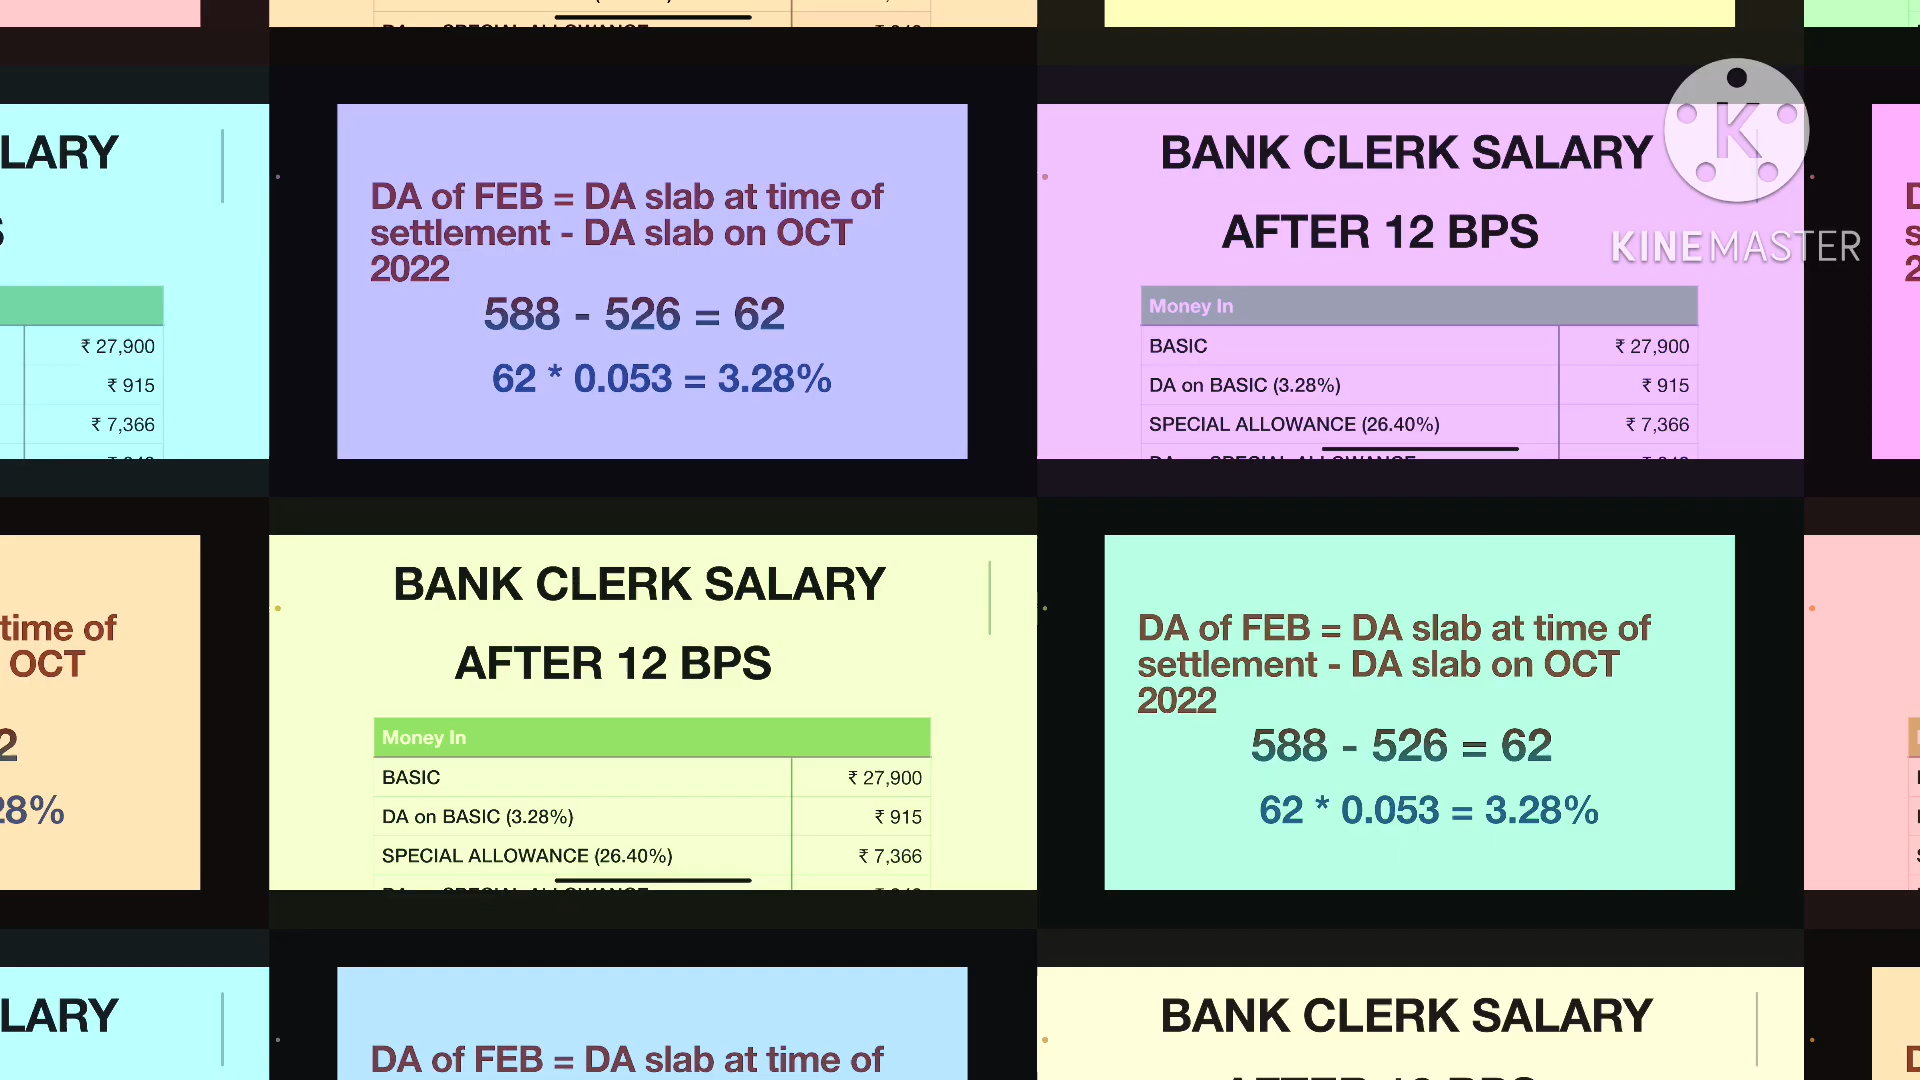 LARY
DA of FEB = DA slab at time of
settlement - DA slab on OCT
2022
588 - 526 = 62
62 * 0.053 = 3.28%
BANK CLERK SALARY
AFTER 12 BPS
Money In
BASIC ₹ 27,900
DA on BASIC (3.28%) ₹ 915
SPECIAL ALLOWANCE (26.40%) ₹ 7,366
K
KINEMASTER
₹ 27,900
₹ 915
₹ 7,366
time of
OCT
2
28%
BANK CLERK SALARY
AFTER 12 BPS
Money In
BASIC ₹ 27,900
DA on BASIC (3.28%) ₹ 915
SPECIAL ALLOWANCE (26.40%) ₹ 7,366
DA of FEB = DA slab at time of
settlement - DA slab on OCT
2022
588 - 526 = 62
62 * 0.053 = 3.28%
LARY
DA of FEB = DA slab at time of
BANK CLERK SALARY